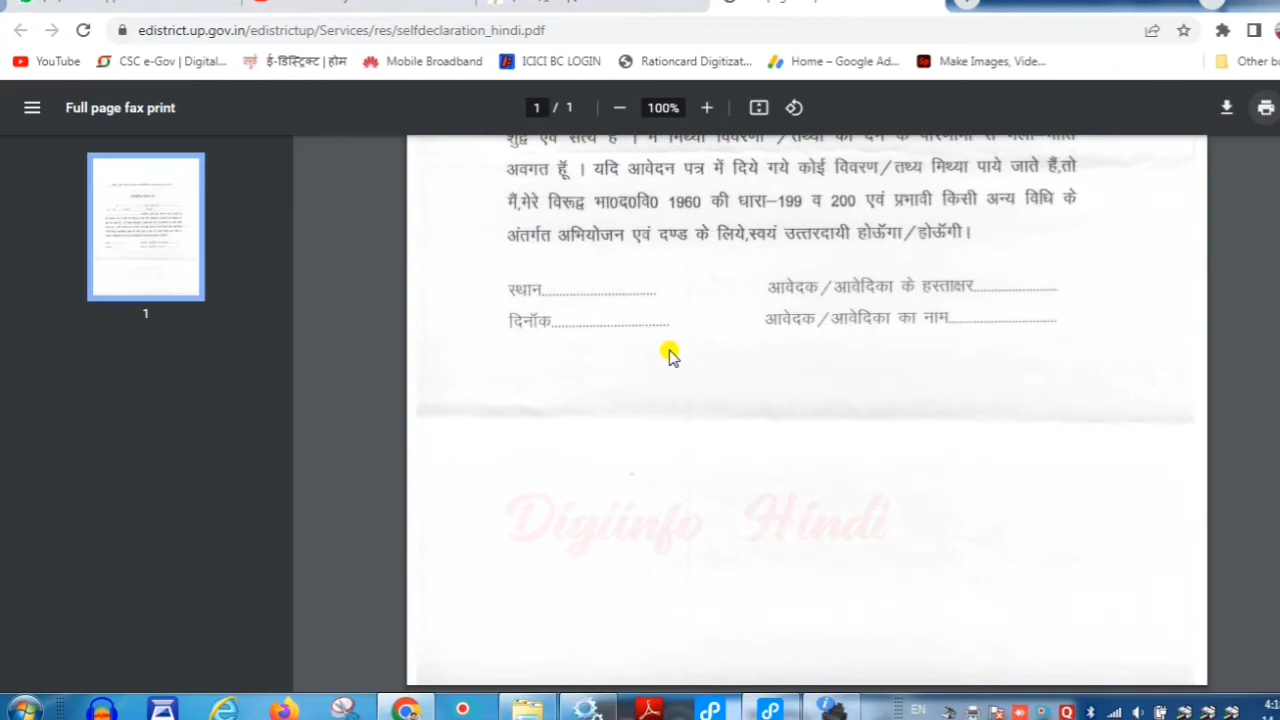 edistrict.up.gov.in/edistrictup/Services/res/selfdeclaration_hindi.pdf
YouTube CSC e-Gov | Digital... ई-डिस्ट्रिक्ट | होम Mobile Broadband ICICI BC LOGIN Rationcard Digitizat... Home – Google Ad... Make Images, Vide... Other bo
Full page fax print 1 / 1 100%
अवगत हूँ । यदि आवेदन पत्र में दिये गये कोई विवरण/तथ्य मिथ्या पाये जाते हैं,तो
मैं,मेरे विरूद्व भा0द0वि0 1960 की धारा-199 व 200 एवं प्रभावी किसी अन्य विधि के
अंतर्गत अभियोजन एवं दण्ड के लिये,स्वयं उत्तरदायी होऊँगा/होऊँगी।
स्थान............................... आवेदक/आवेदिका के हस्ताक्षर......................
दिनॉक................................ आवेदक/आवेदिका का नाम............................
1
Digiinfo Hindi
EN 4:1